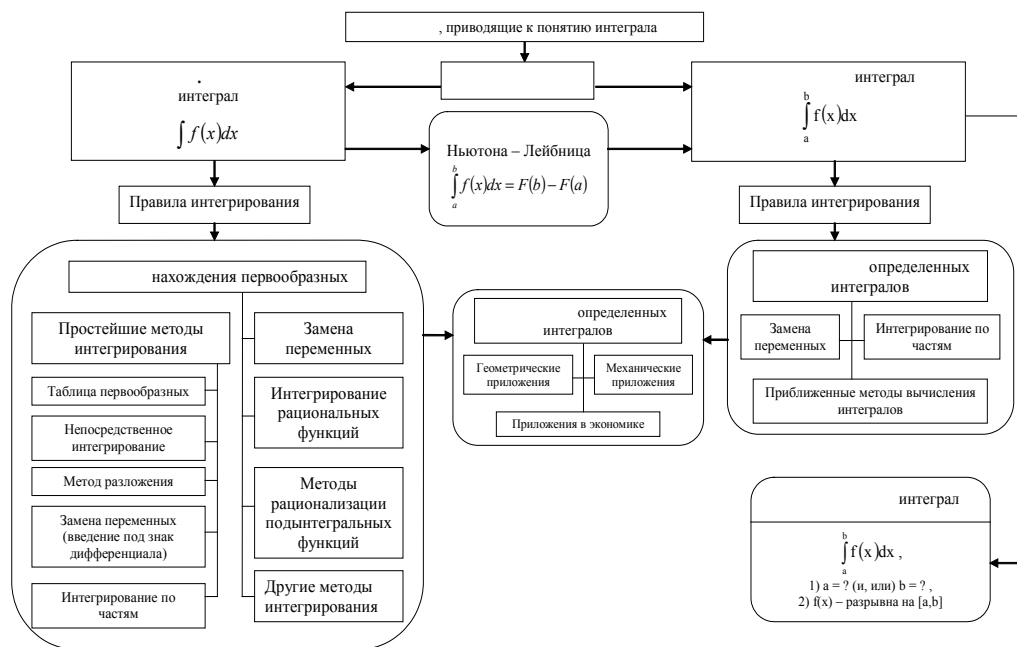 , приводящие к понятию интеграла
интеграл
∫ f(x)dx
интеграл
b
∫ f(x)dx
a
Ньютона – Лейбница
b
∫ f(x)dx = F(b) – F(a)
a
Правила интегрирования
Правила интегрирования
нахождения первообразных
Простейшие методы
интегрирования
Таблица первообразных
Непосредственное
интегрирование
Метод разложения
Замена переменных
(введение под знак
дифференциала)
Интегрирование по
частям
Замена
переменных
Интегрирование
рациональных
функций
Методы
рационализации
подынтегральных
функций
Другие методы
интегрирования
определенных
интегралов
Геометрические
приложения
Механические
приложения
Приложения в экономике
определенных
интегралов
Замена
переменных
Интегрирование по
частям
Приближенные методы вычисления
интегралов
интеграл
b
∫ f(x)dx ,
a
1) a = ? (и, или) b = ? ,
2) f(x) – разрывна на [a,b]